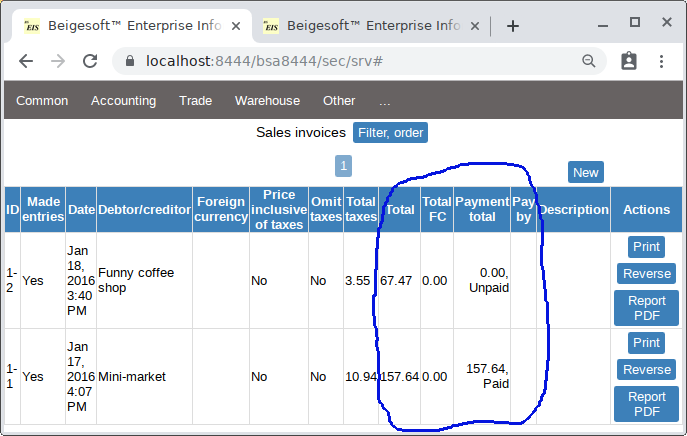 EIS Beigesoft™ Enterprise Info
EIS Beigesoft™ Enterprise Info
localhost:8444/bsa8444/sec/srv#
Common Accounting Trade Warehouse Other ...
Sales invoices Filter, order
1
New
ID Made entries Date Debtor/creditor Foreign currency Price inclusive of taxes Omit taxes Total taxes Total Total FC Payment total Pay by Description Actions
1-2 Yes Jan 18, 2016 3:40 PM Funny coffee shop No No 3.55 67.47 0.00 0.00, Unpaid
Print
Reverse
Report PDF
1-1 Yes Jan 17, 2016 4:07 PM Mini-market No No 10.94 157.64 0.00 157.64, Paid
Print
Reverse
Report PDF